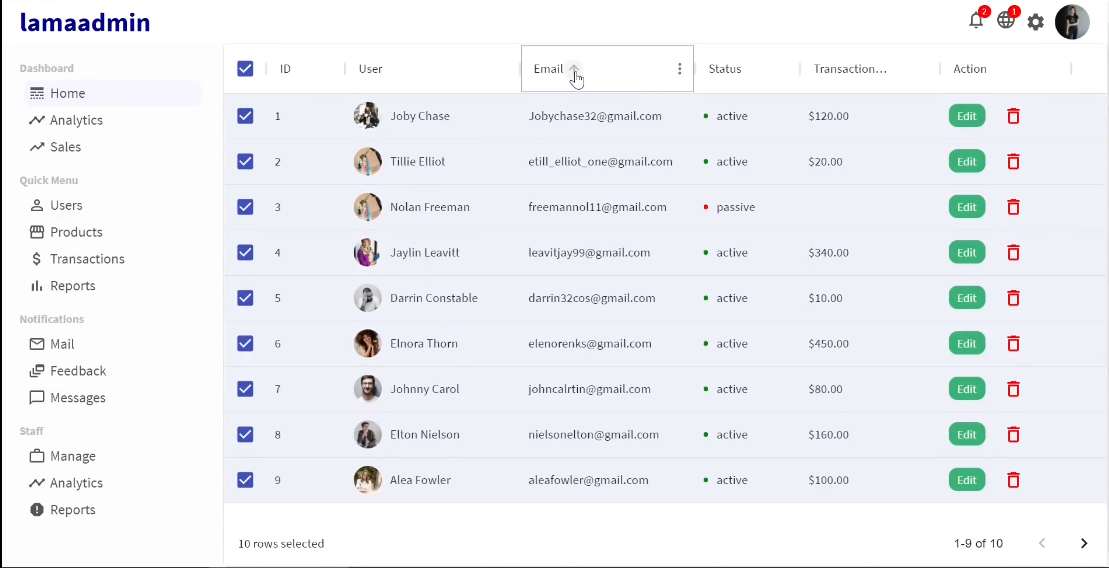 lamaadmin
2
1
Dashboard
Home
Analytics
Sales
Quick Menu
Users
Products
Transactions
Reports
Notifications
Mail
Feedback
Messages
Staff
Manage
Analytics
Reports
ID User Email Status Transaction... Action
1 Joby Chase Jobychase32@gmail.com active $120.00 Edit
2 Tillie Elliot etill_elliot_one@gmail.com active $20.00 Edit
3 Nolan Freeman freemannol11@gmail.com passive Edit
4 Jaylin Leavitt leavitjay99@gmail.com active $340.00 Edit
5 Darrin Constable darrin32cos@gmail.com active $10.00 Edit
6 Elnora Thorn elenorenks@gmail.com active $450.00 Edit
7 Johnny Carol johncalrtin@gmail.com active $80.00 Edit
8 Elton Nielson nielsonelton@gmail.com active $160.00 Edit
9 Alea Fowler aleafowler@gmail.com active $100.00 Edit
10 rows selected 1-9 of 10